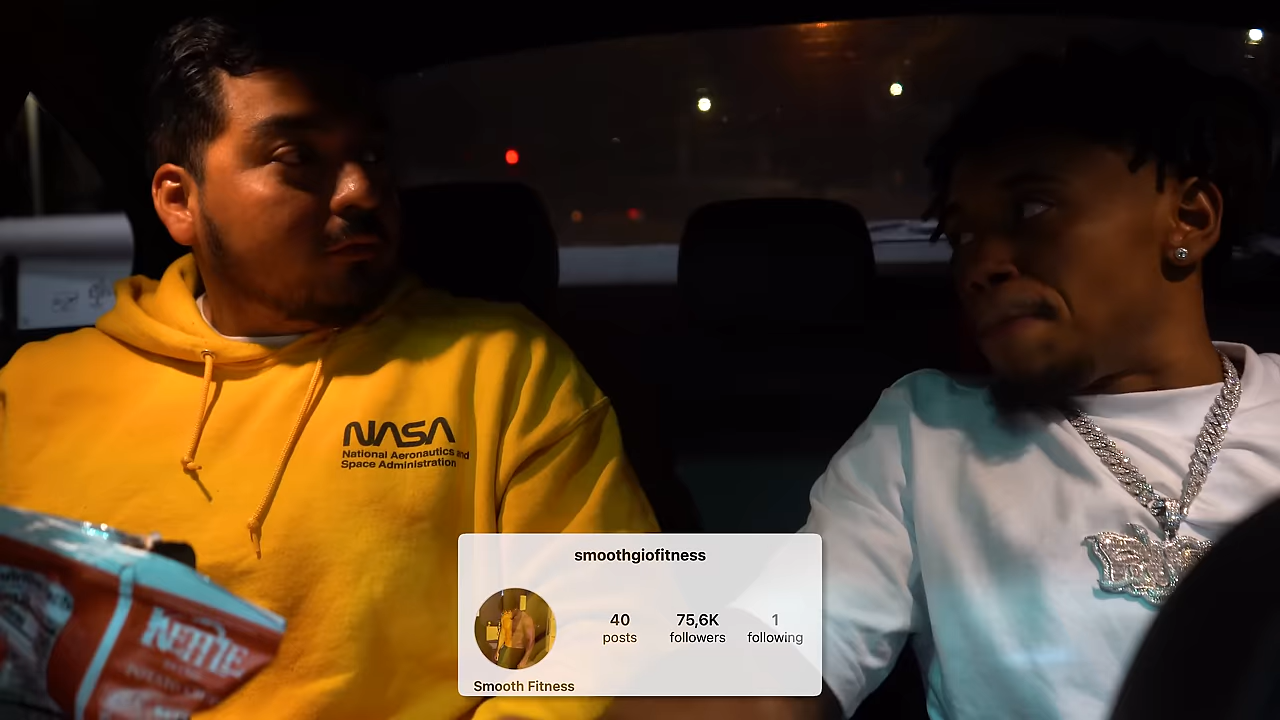 NASA
National Aeronautics and
Space Administration
KETTLE
smoothgiofitness
40
75,6K
1
posts
followers
following
Smooth Fitness